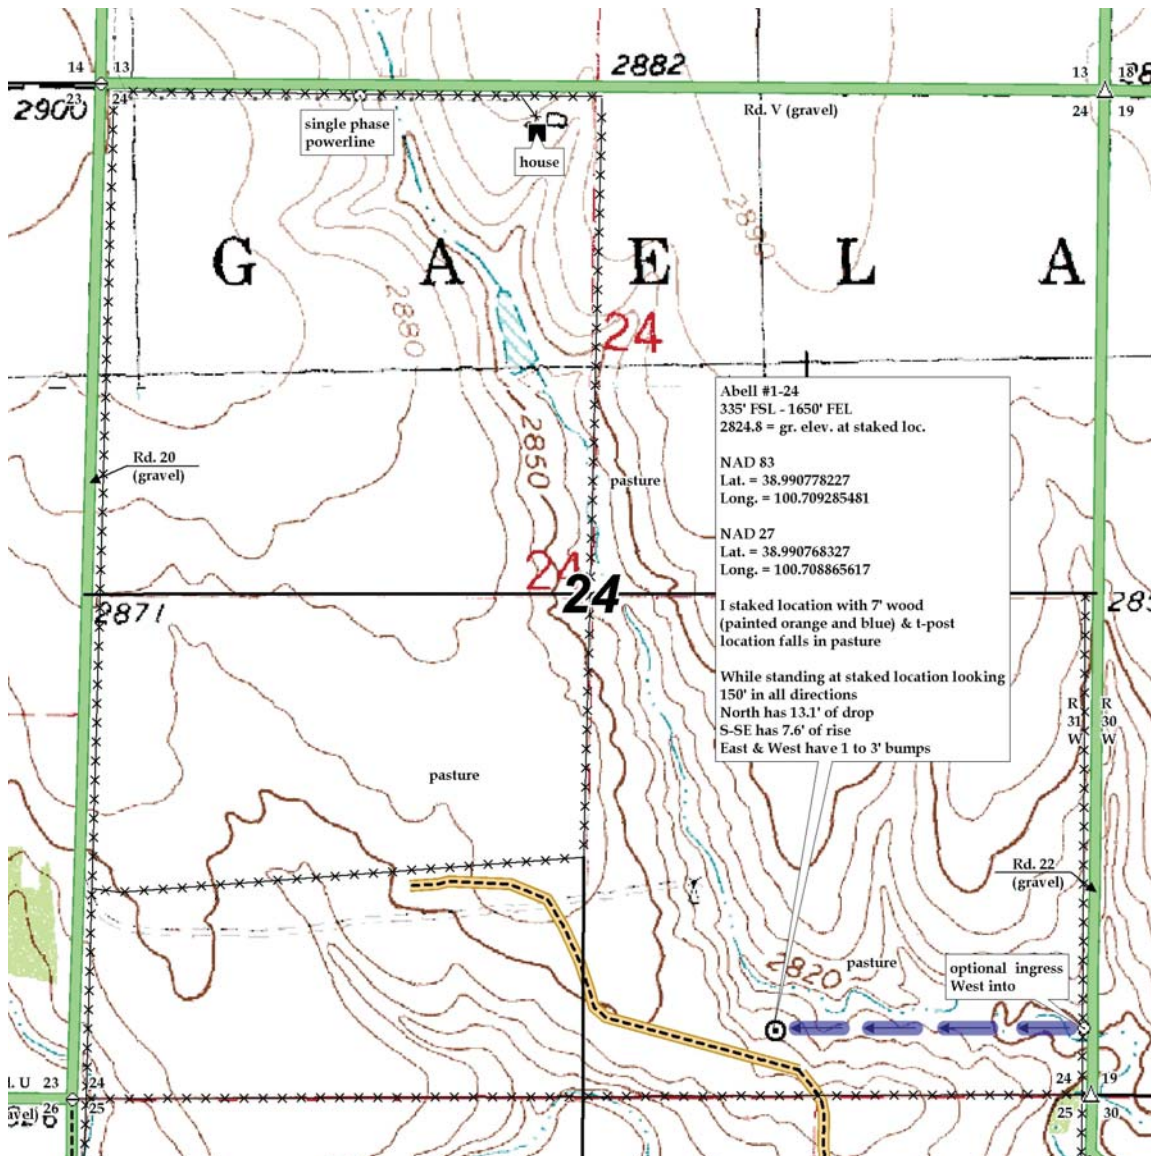 14 13
2882
13 18
2900
23 24
24 19
Rd. V (gravel)
single phase
powerline
house
2890
G A E L A
2880
24
Abell #1-24
335' FSL - 1650' FEL
2824.8 = gr. elev. at staked loc.
NAD 83
Lat. = 38.990778227
Long. = 100.709285481
NAD 27
Lat. = 38.990768327
Long. = 100.708865617
I staked location with 7' wood
(painted orange and blue) & t-post
location falls in pasture
While standing at staked location looking
150' in all directions
North has 13.1' of drop
S-SE has 7.6' of rise
East & West have 1 to 3' bumps
2850
Rd. 20
(gravel)
pasture
24
24
2871
R
31
W
R
30
W
pasture
Rd. 22
(gravel)
2820
pasture
optional ingress
West into
U 23 24
26 25
24 19
25 30